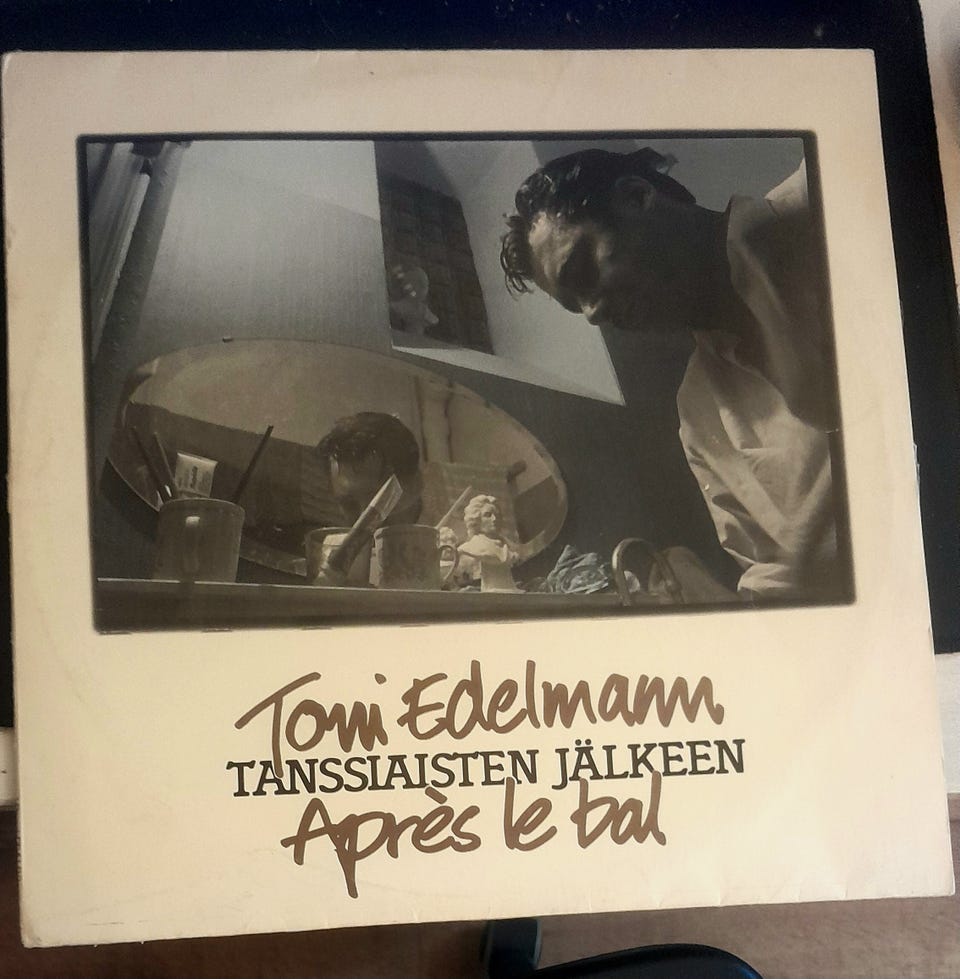 Toni Edelmann
TANSSIAISTEN JÄLKEEN
Après le bal